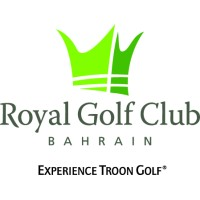 Royal Golf Club
BAHRAIN
EXPERIENCE TROON GOLF®